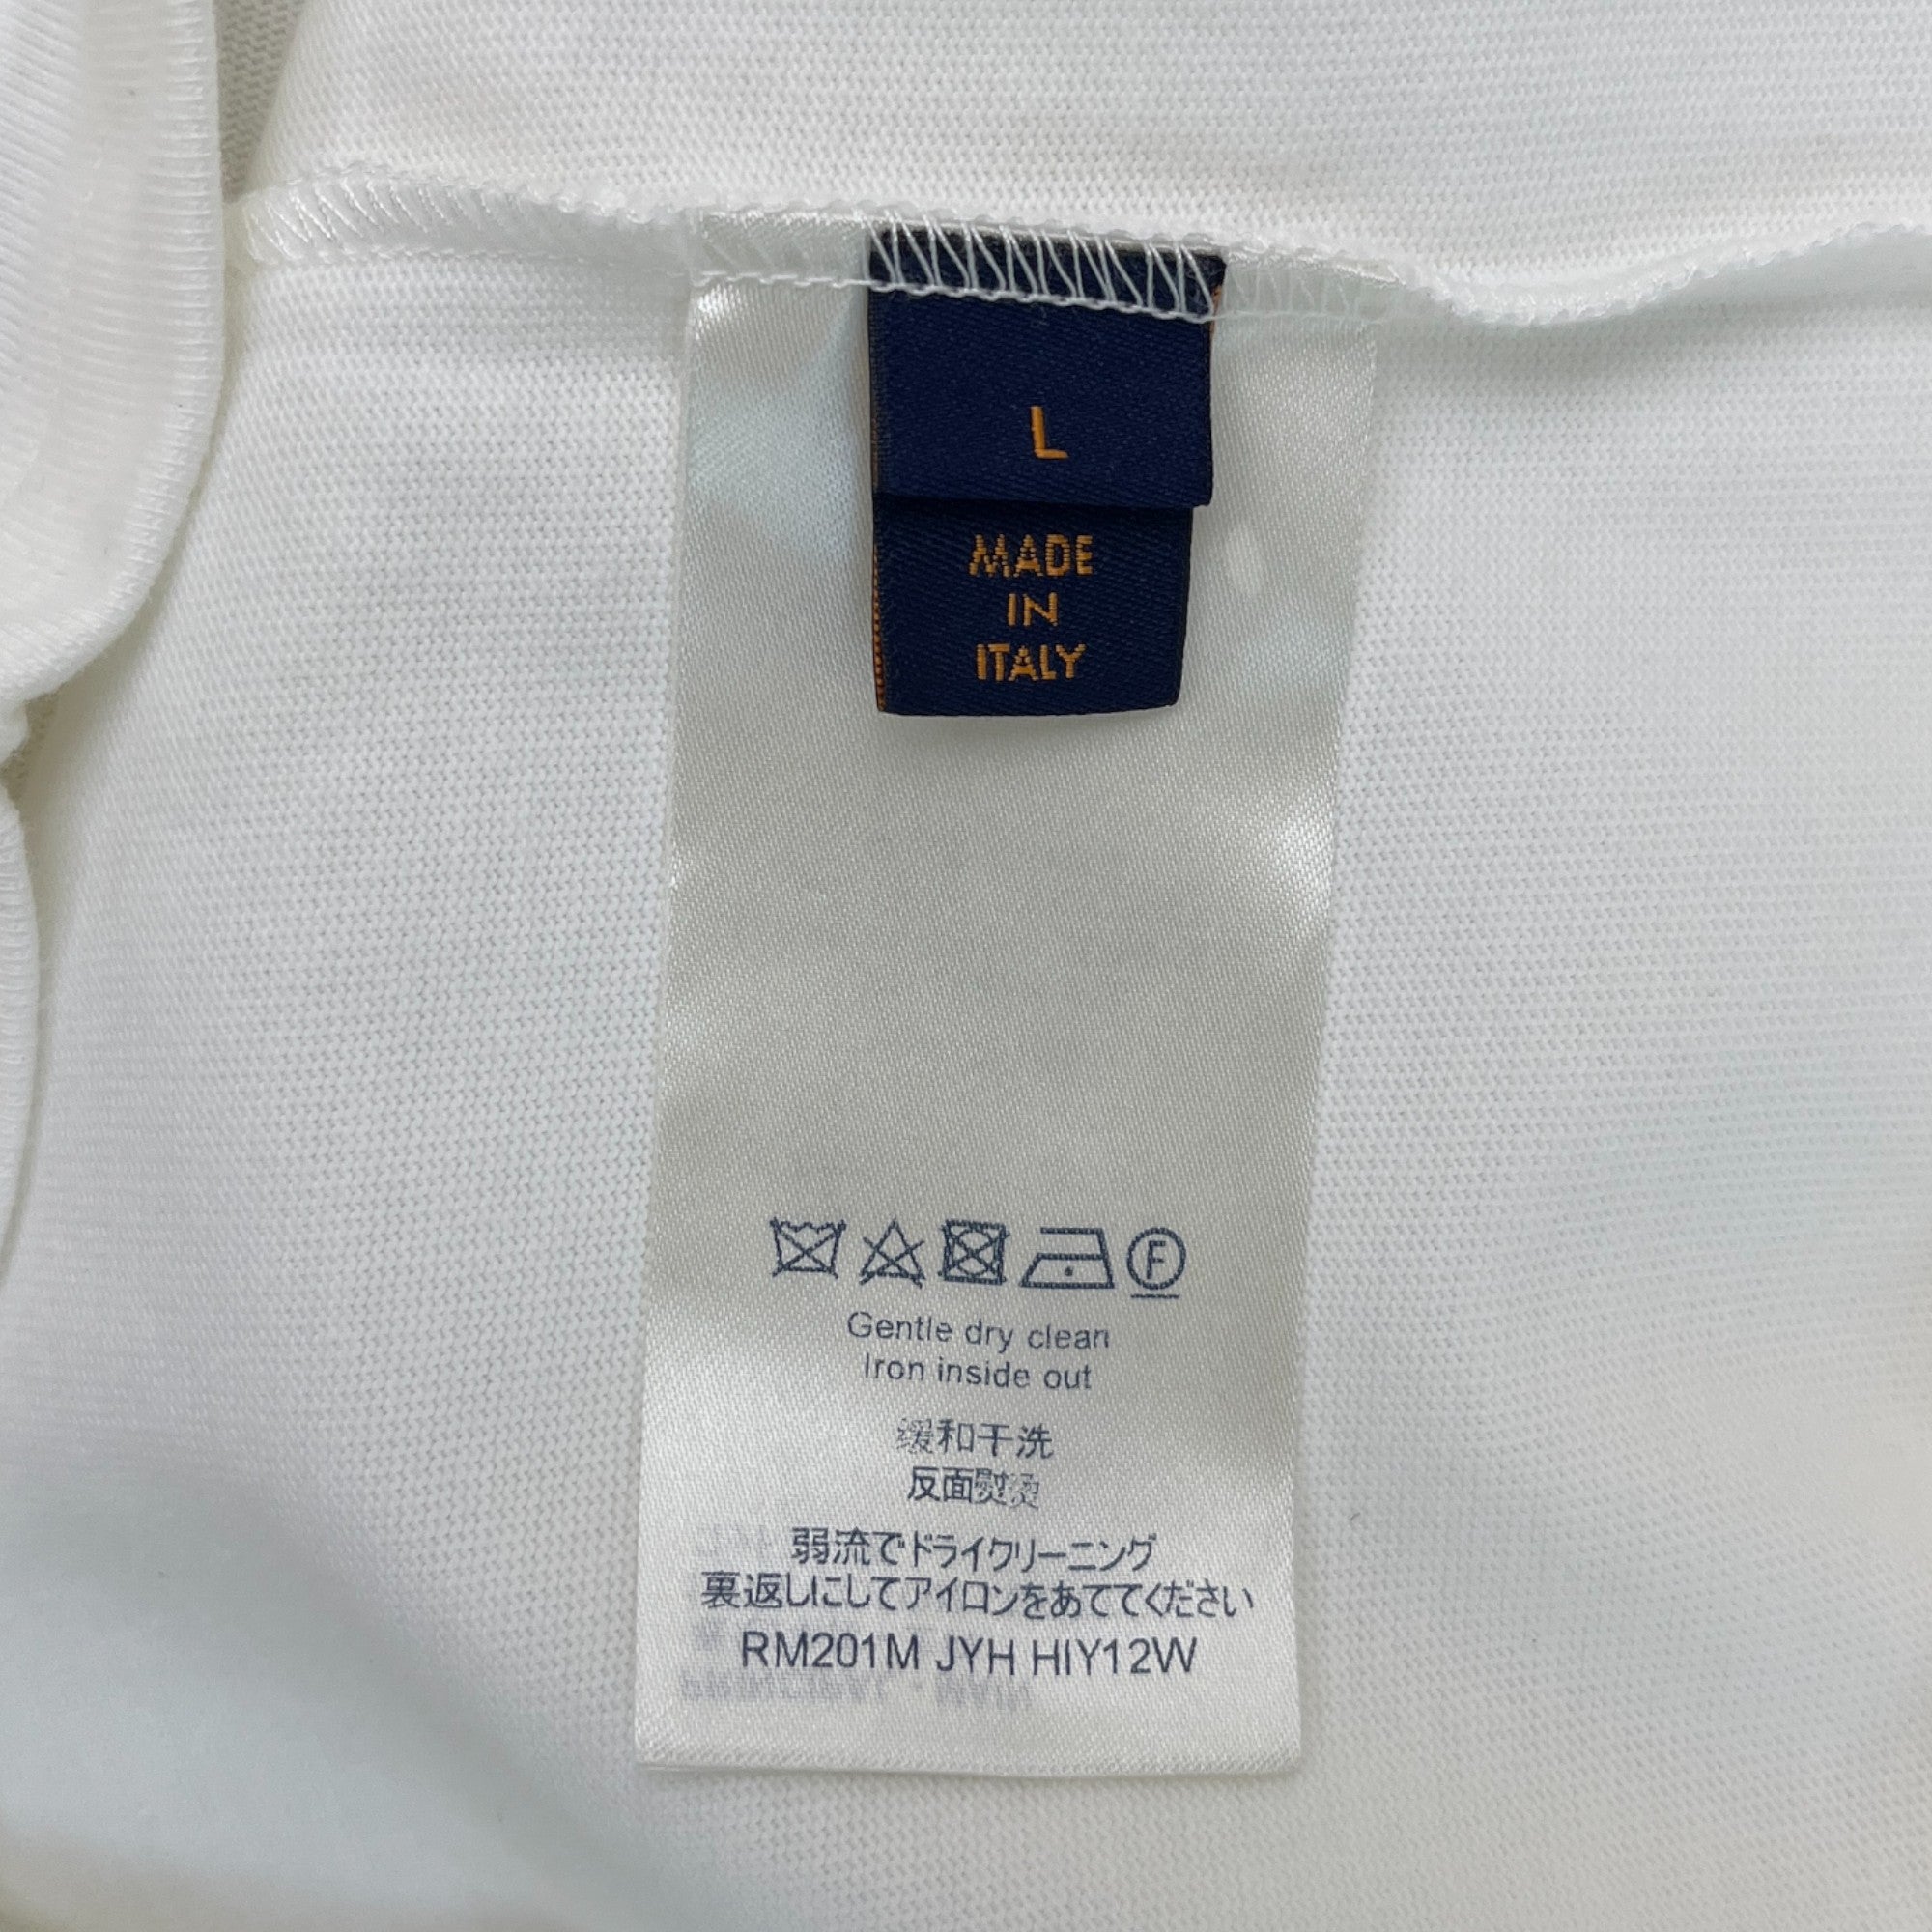 L
MADE
IN
ITALY
F
Gentle dry clean
Iron inside out
缓和干洗
反面熨烫
弱流でドライクリーニング
裏返しにしてアイロンをあててください
RM201M JYH HIY12W